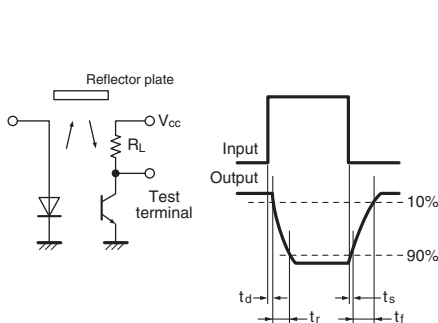 Reflector plate
Vcc
RL
Test
terminal
Input
Output
10%
90%
td
ts
tr
tf